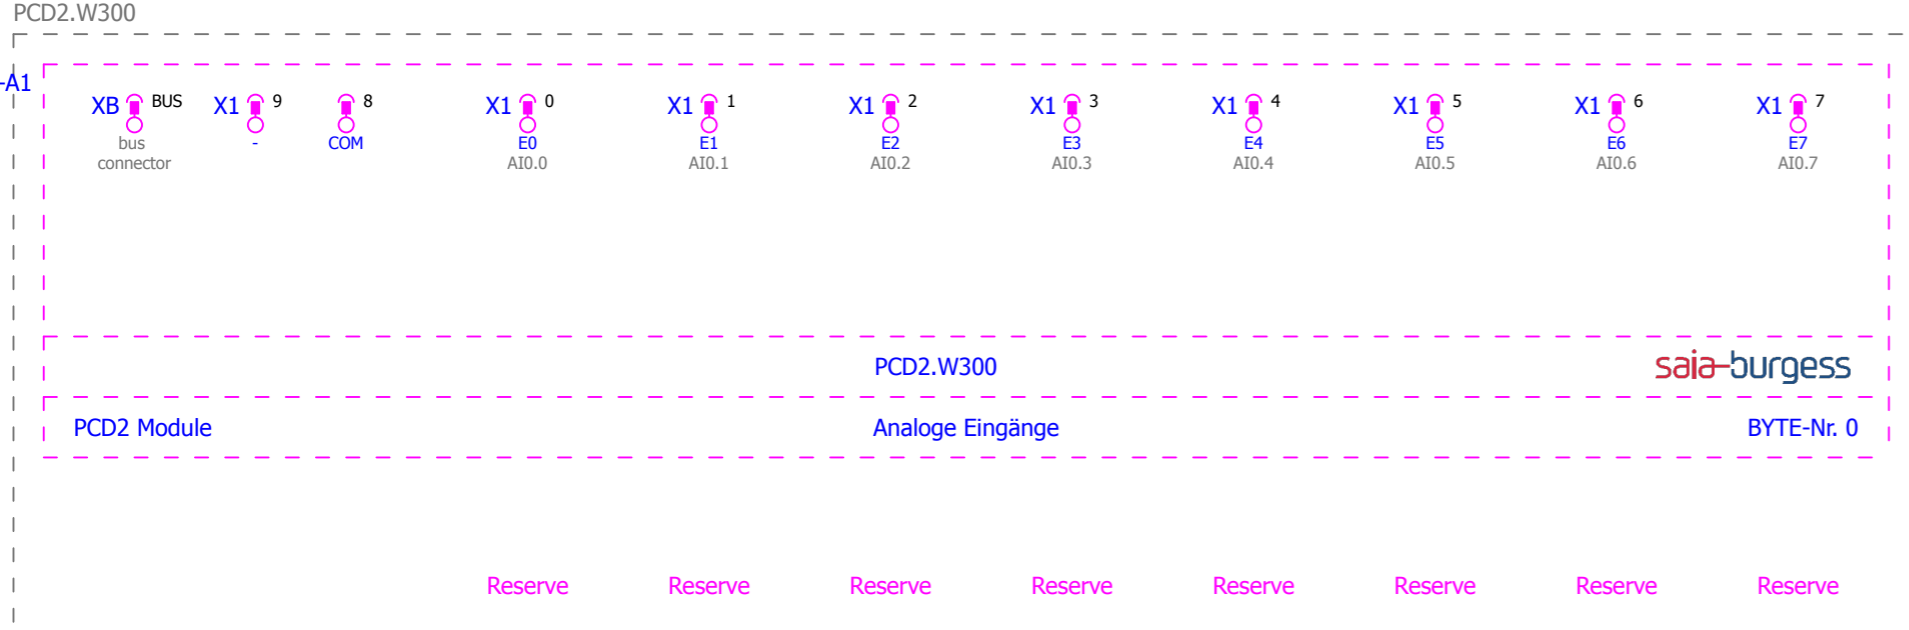 PCD2.W300
-A1
XB BUS X1 9 8 X1 0 X1 1 X1 2 X1 3 X1 4 X1 5 X1 6 X1 7
bus - COM E0 E1 E2 E3 E4 E5 E6 E7
connector AI0.0 AI0.1 AI0.2 AI0.3 AI0.4 AI0.5 AI0.6 AI0.7
PCD2.W300 saia-burgess
PCD2 Module Analoge Eingänge BYTE-Nr. 0
Reserve Reserve Reserve Reserve Reserve Reserve Reserve Reserve